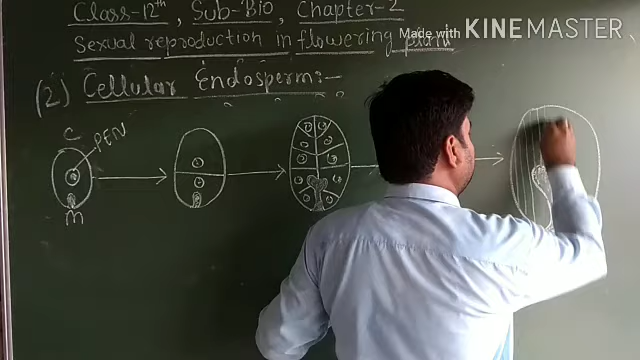 Class-12th, Sub-Bio, Chapter-2
Sexual reproduction in flowering plant
Made with KINEMASTER
(2) Cellular Endosperm:-
C
PEN
m